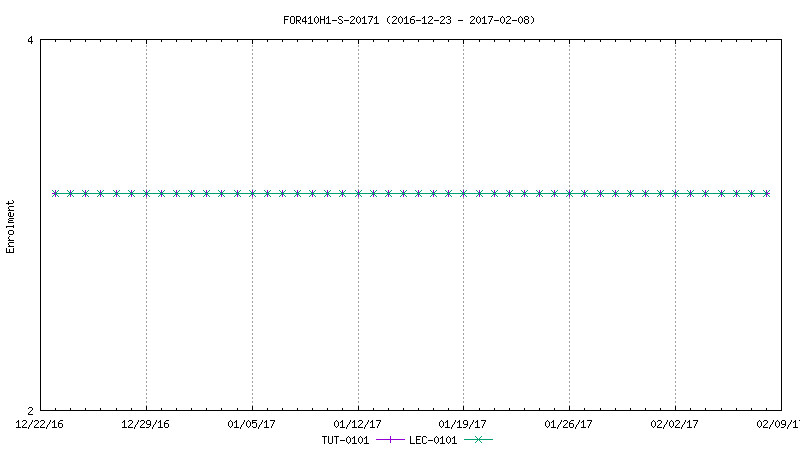 FOR410H1-S-20171 (2016-12-23 - 2017-02-08)
4
Enrolment
2
12/22/16 12/29/16 01/05/17 01/12/17 01/19/17 01/26/17 02/02/17 02/09/17
TUT-0101 LEC-0101